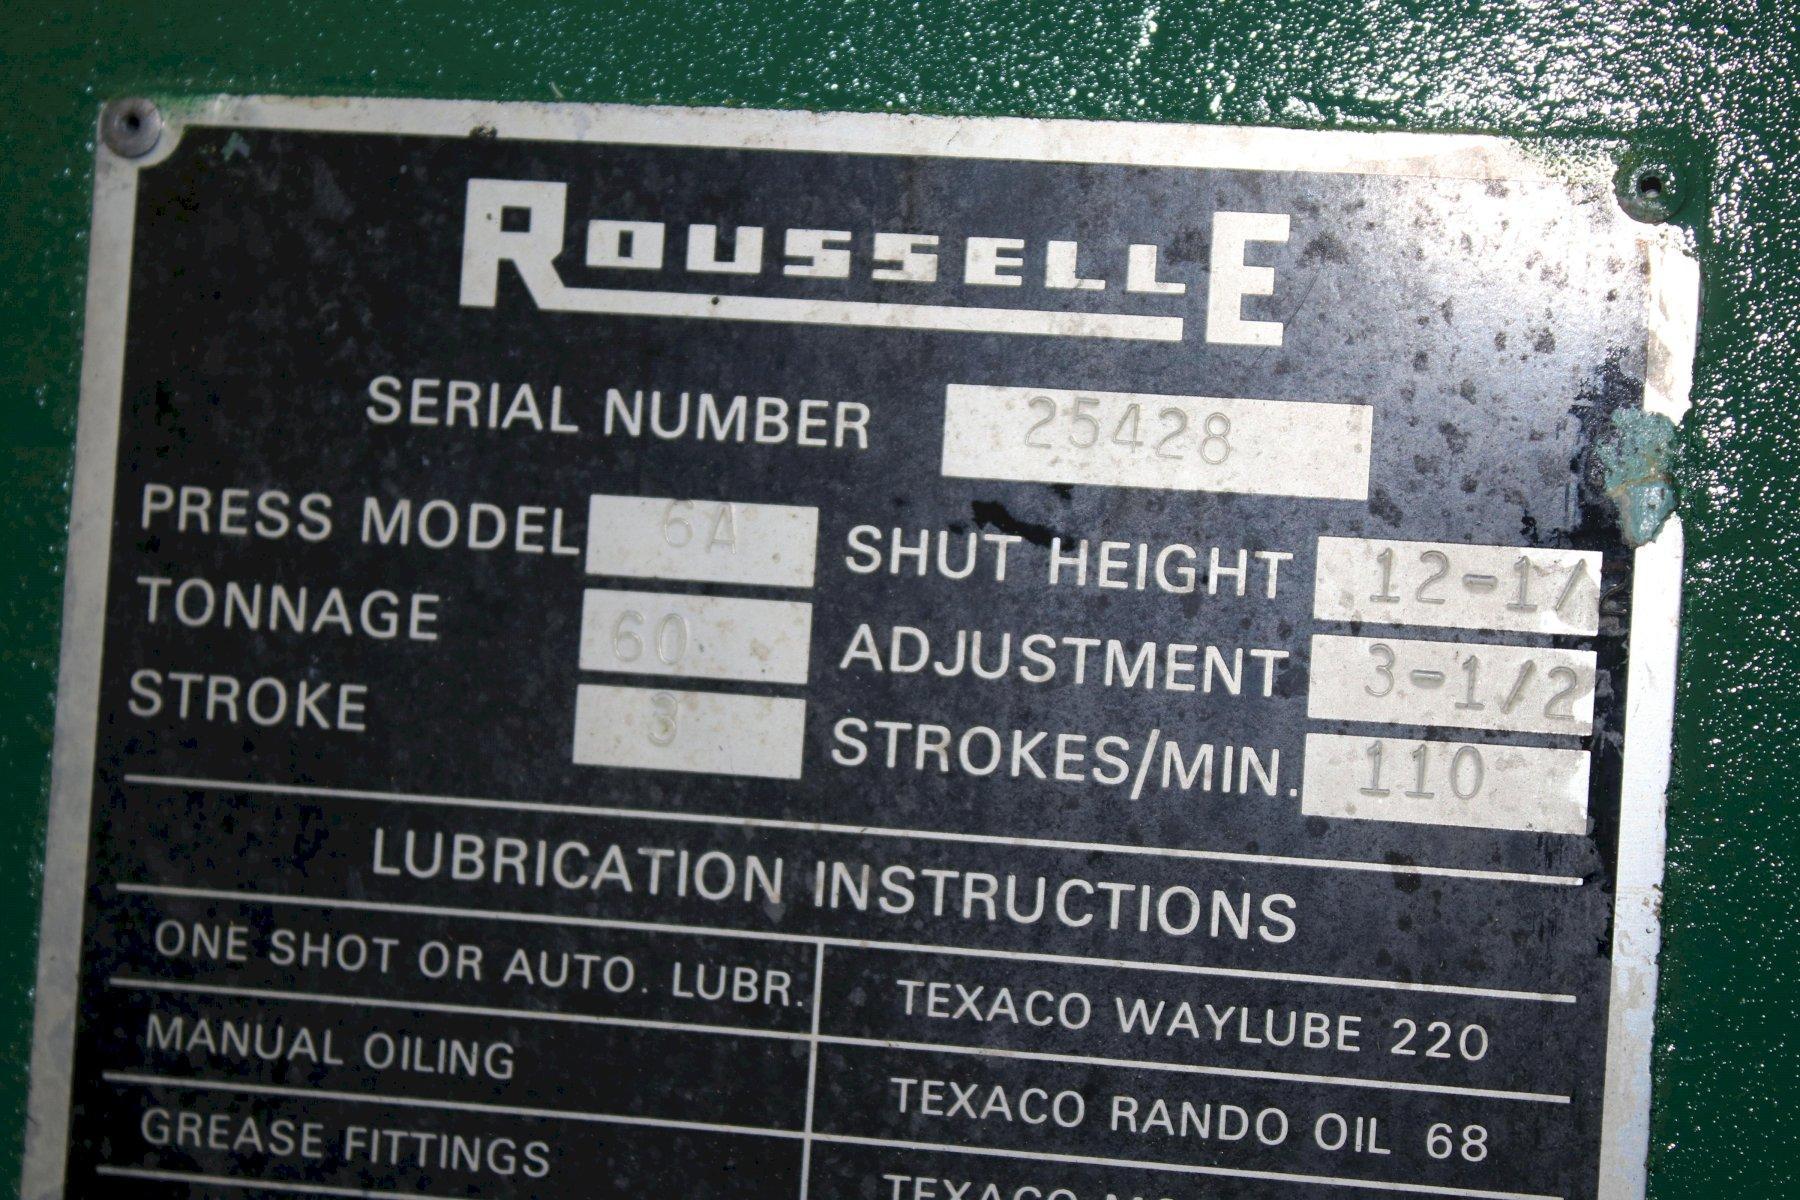 ROUSSELLE
SERIAL NUMBER 25428
PRESS MODEL 6A SHUT HEIGHT 12-1/2
TONNAGE 60 ADJUSTMENT 3-1/2
STROKE 3 STROKES/MIN. 110
LUBRICATION INSTRUCTIONS
ONE SHOT OR AUTO. LUBR. TEXACO WAYLUBE 220
MANUAL OILING TEXACO RANDO OIL 68
GREASE FITTINGS TEXACO